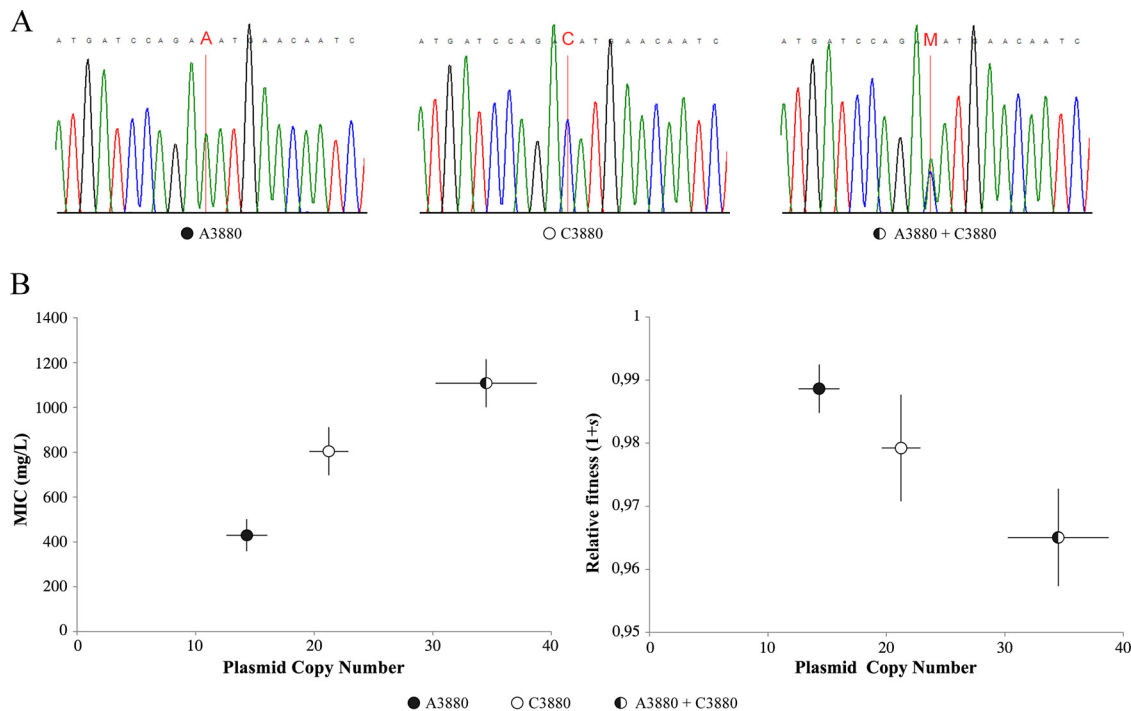 A
A T G A T C C A G A A A T G A A C A A T C
A T G A T C C A G A C A T G A A C A A T C
A T G A T C C A G A M A T G A A C A A T C
A3880
C3880
A3880 + C3880
B
1400
1200
1000
800
600
400
200
0
MIC (mg/L)
0
10
20
30
40
Plasmid Copy Number
1
0,99
0,98
0,97
0,96
0,95
Relative fitness (1+s)
0
10
20
30
40
Plasmid Copy Number
A3880
C3880
A3880 + C3880